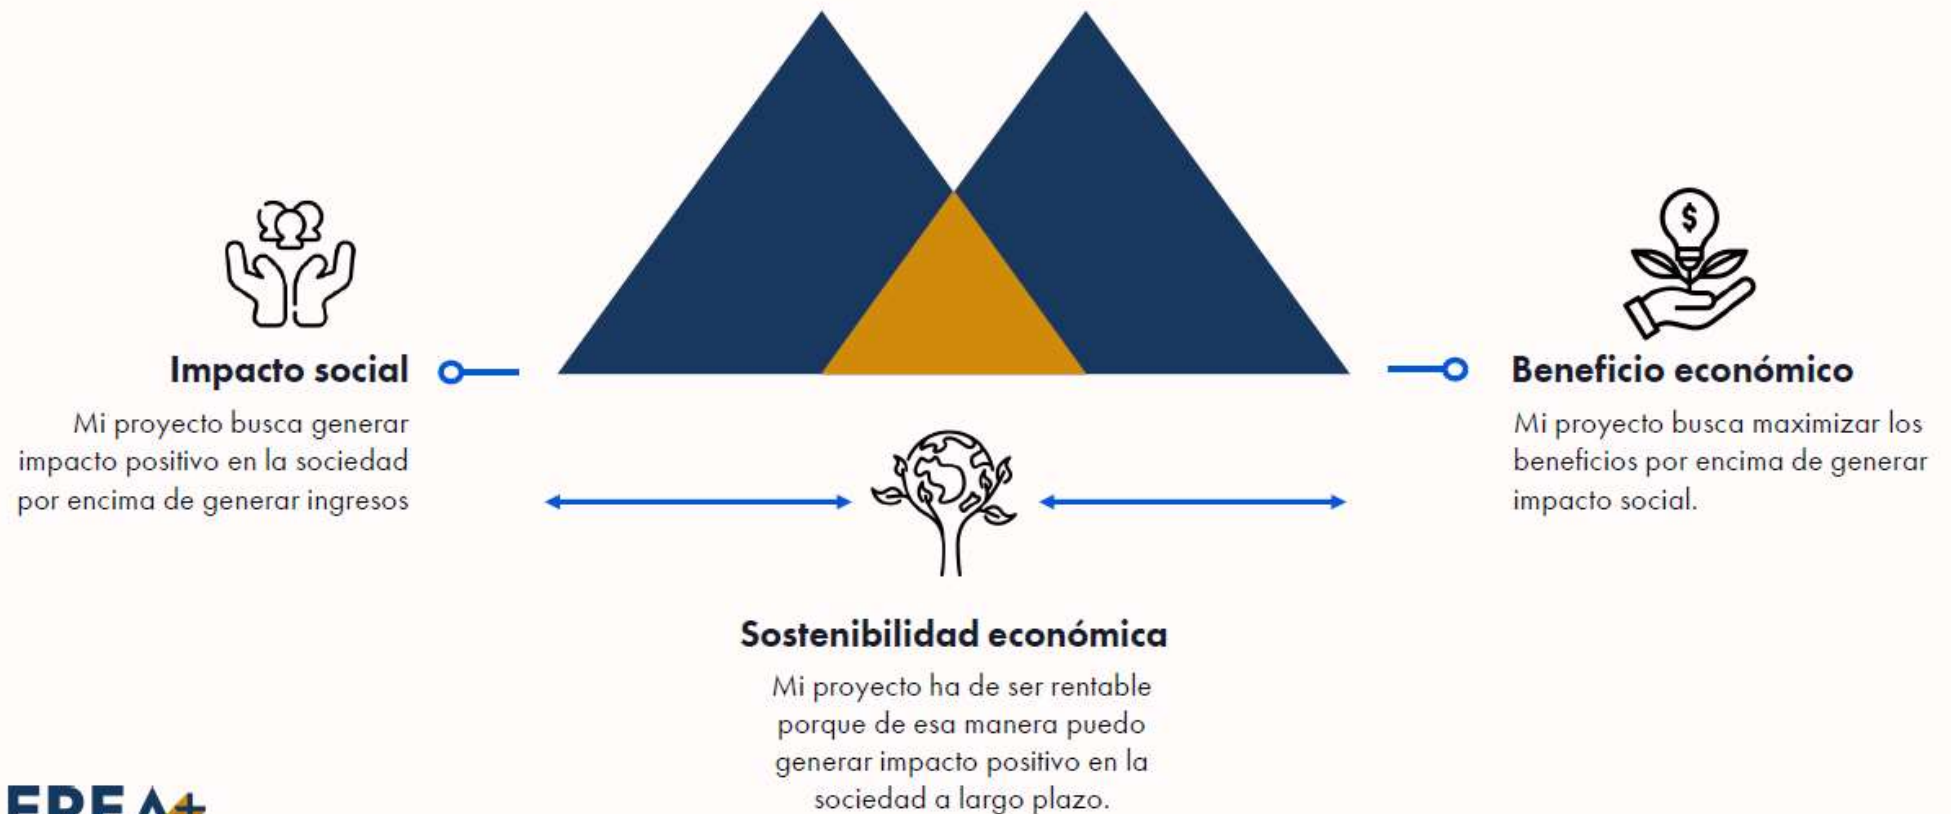 $
Impacto social
Mi proyecto busca generar
impacto positivo en la sociedad
por encima de generar ingresos
Beneficio económico
Mi proyecto busca maximizar los
beneficios por encima de generar
impacto social.
Sostenibilidad económica
Mi proyecto ha de ser rentable
porque de esa manera puedo
generar impacto positivo en la
sociedad a largo plazo.